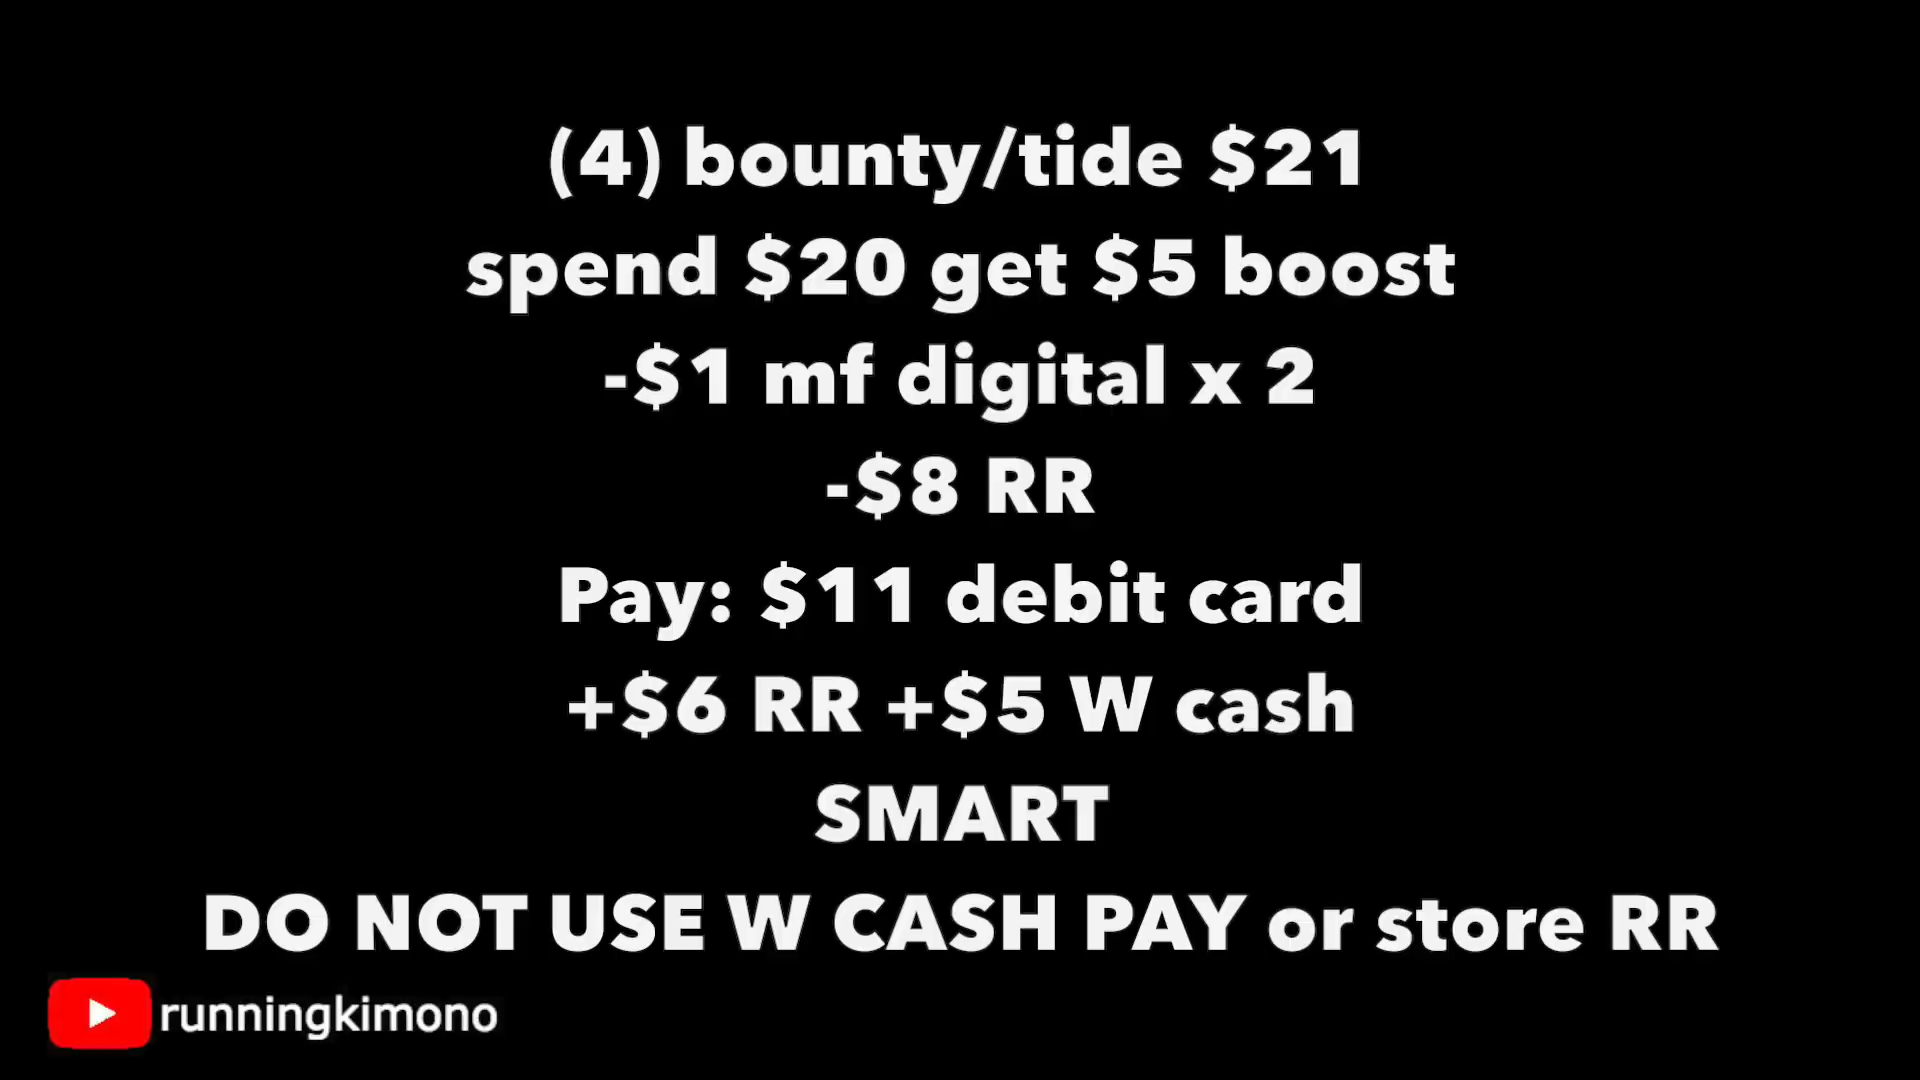 (4) bounty/tide $21
spend $20 get $5 boost
-$1 mf digital x 2
-$8 RR
Pay: $11 debit card
+$6 RR +$5 W cash
SMART
DO NOT USE W CASH PAY or store RR
runningkimono